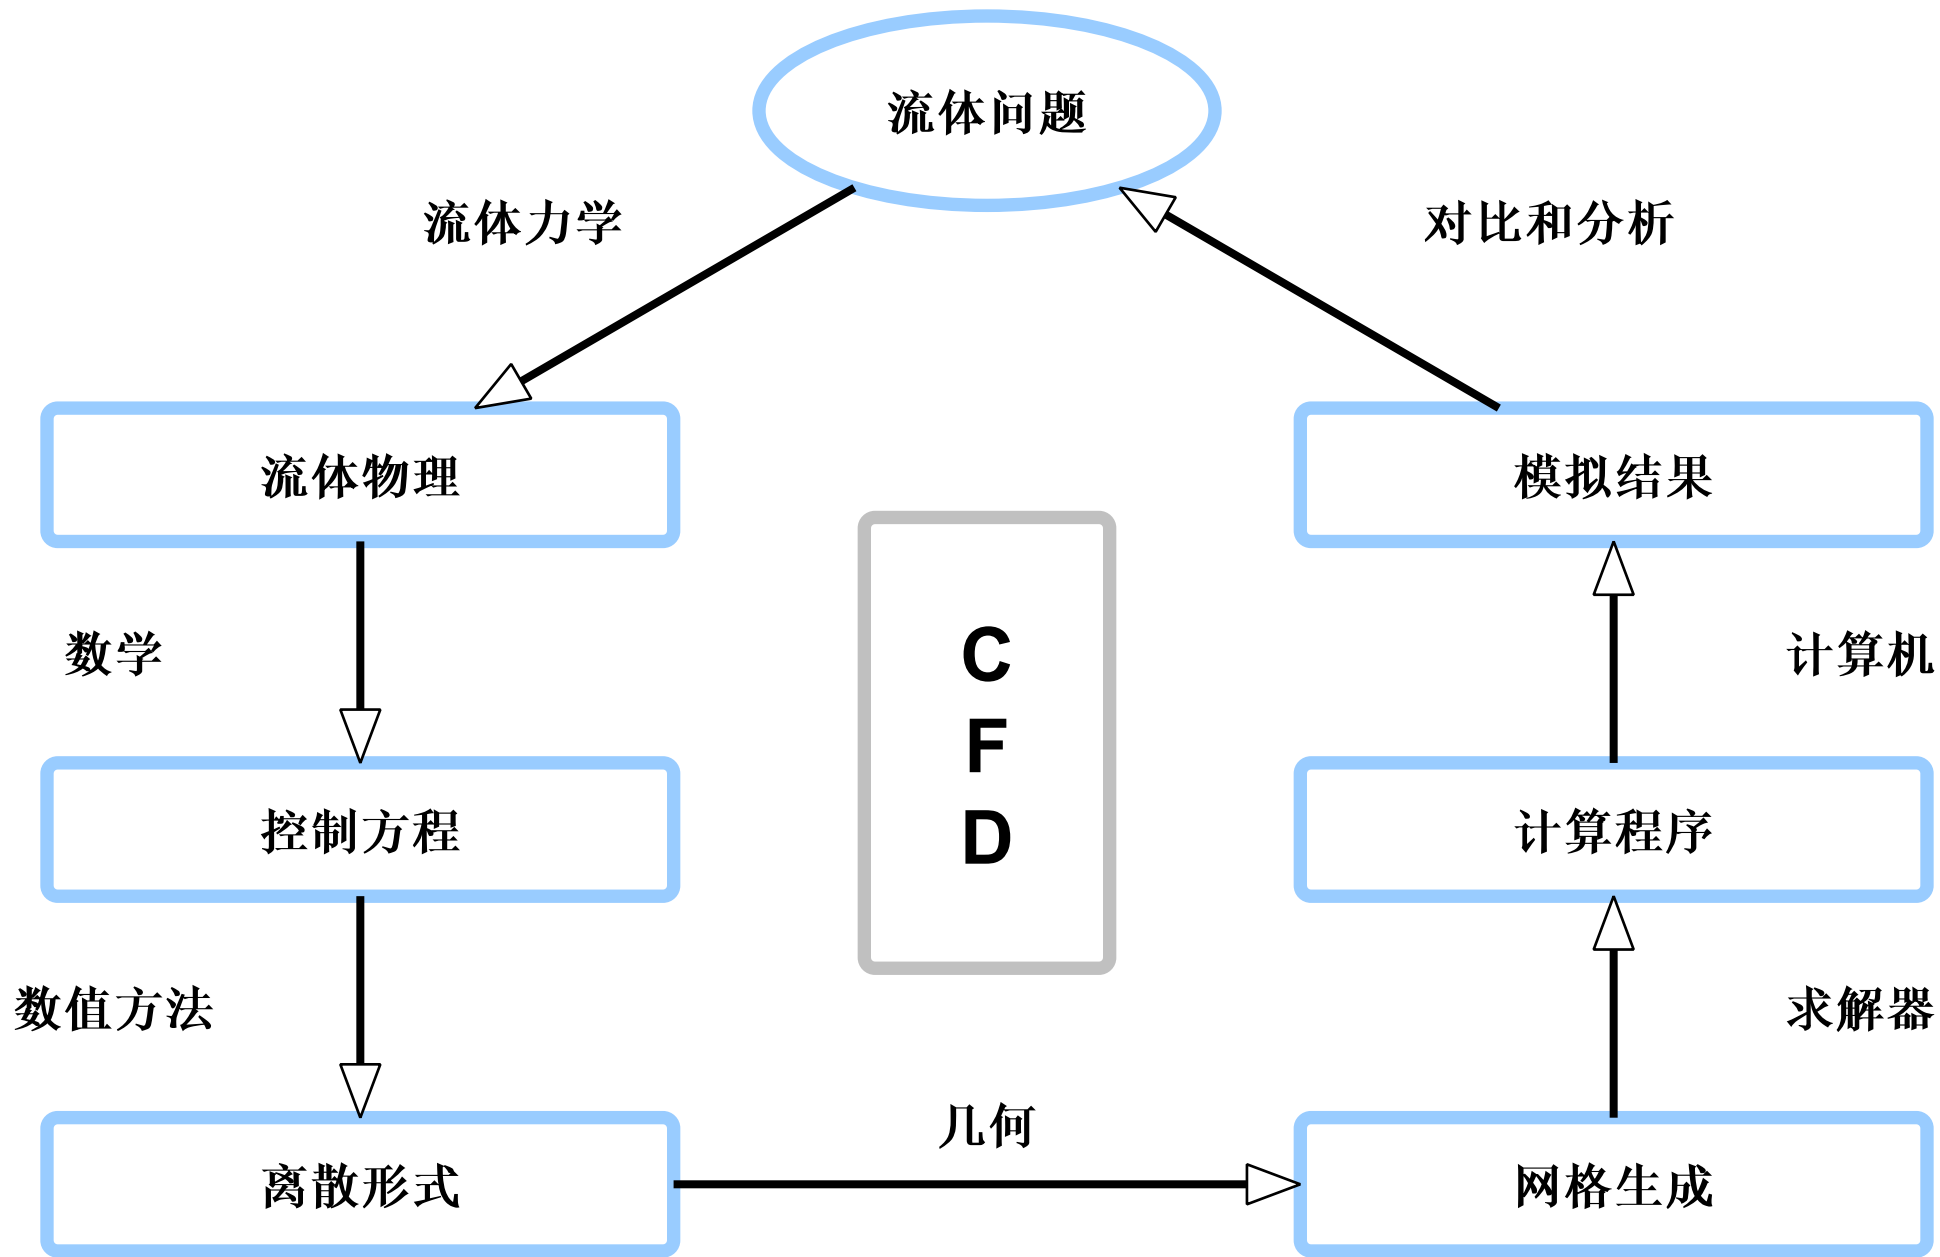 流体问题
流体力学
对比和分析
流体物理
模拟结果
数学
C
F
D
计算机
控制方程
计算程序
数值方法
求解器
几何
离散形式
网格生成